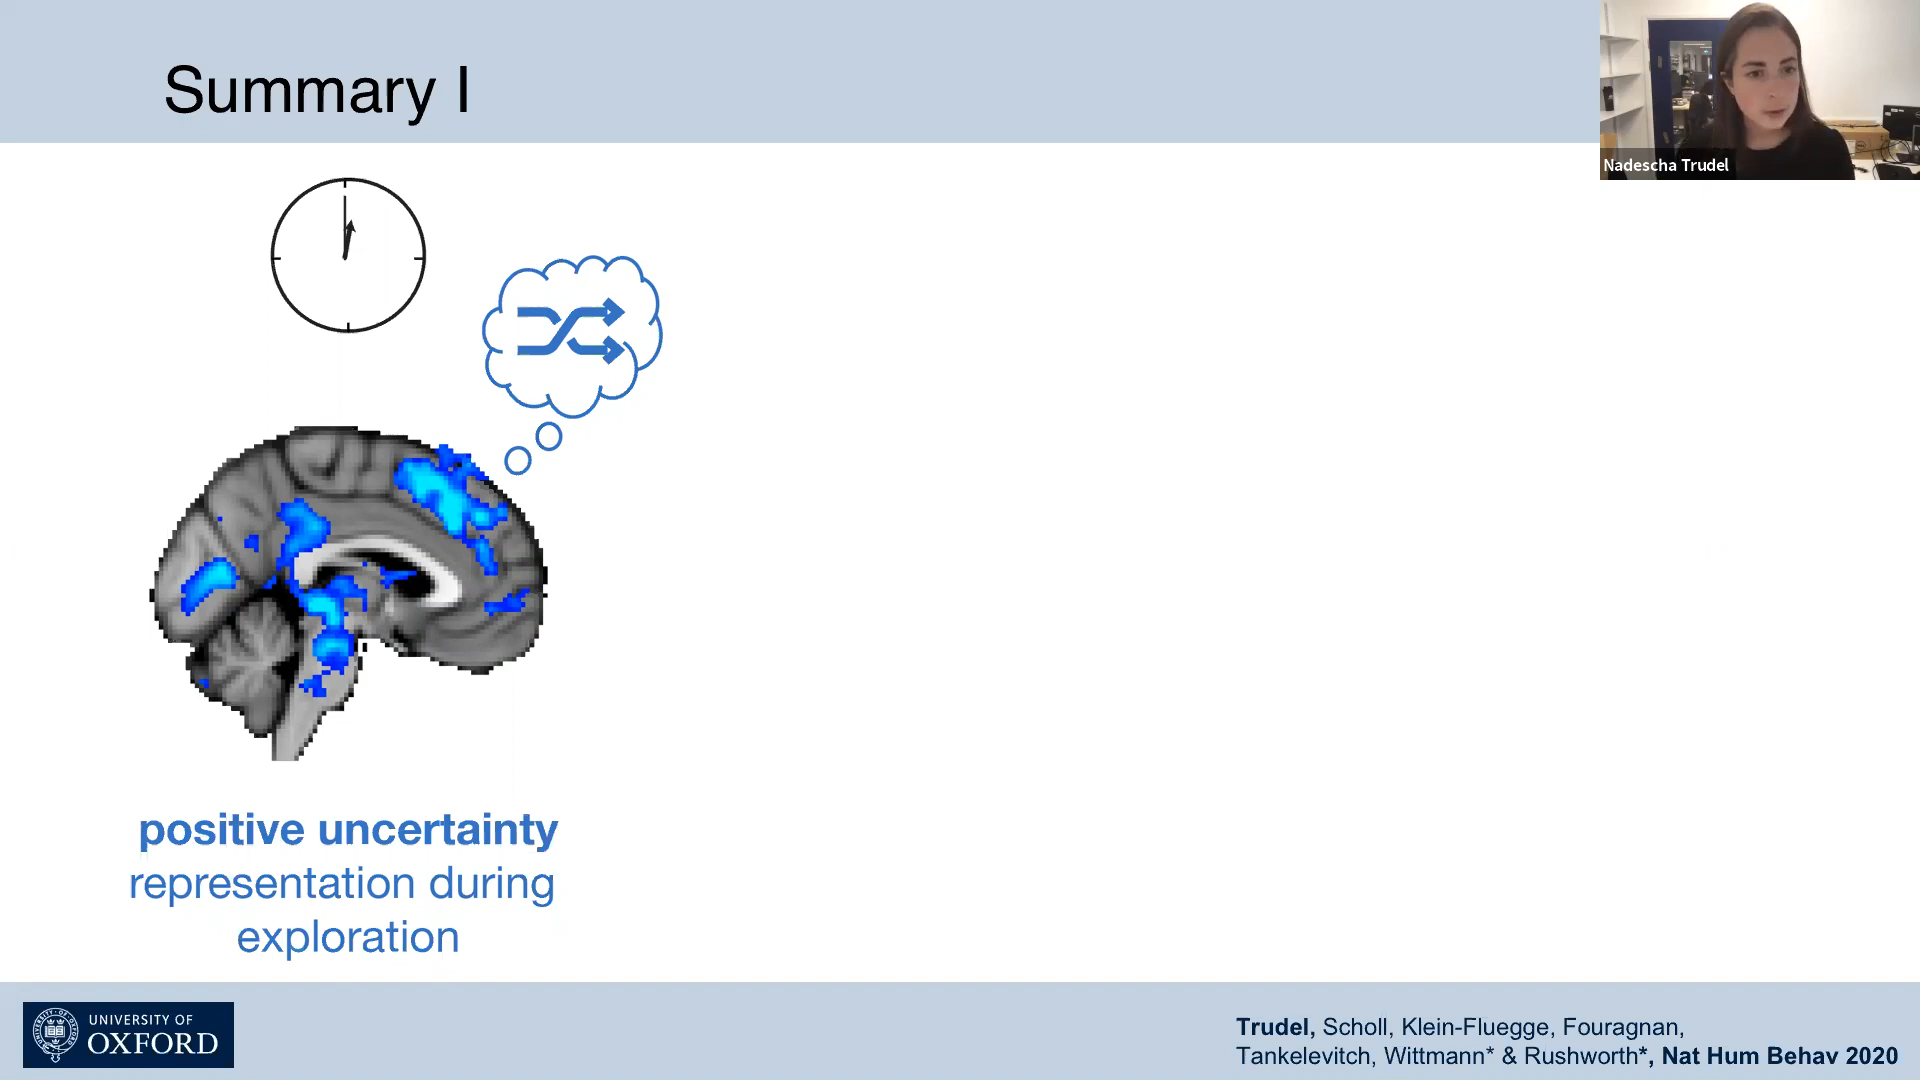 Summary I
Nadescha Trudel
positive uncertainty
representation during
exploration
UNIVERSITY OF
OXFORD
Trudel, Scholl, Klein-Fluegge, Fouragnan,
Tankelevitch, Wittmann* & Rushworth*, Nat Hum Behav 2020